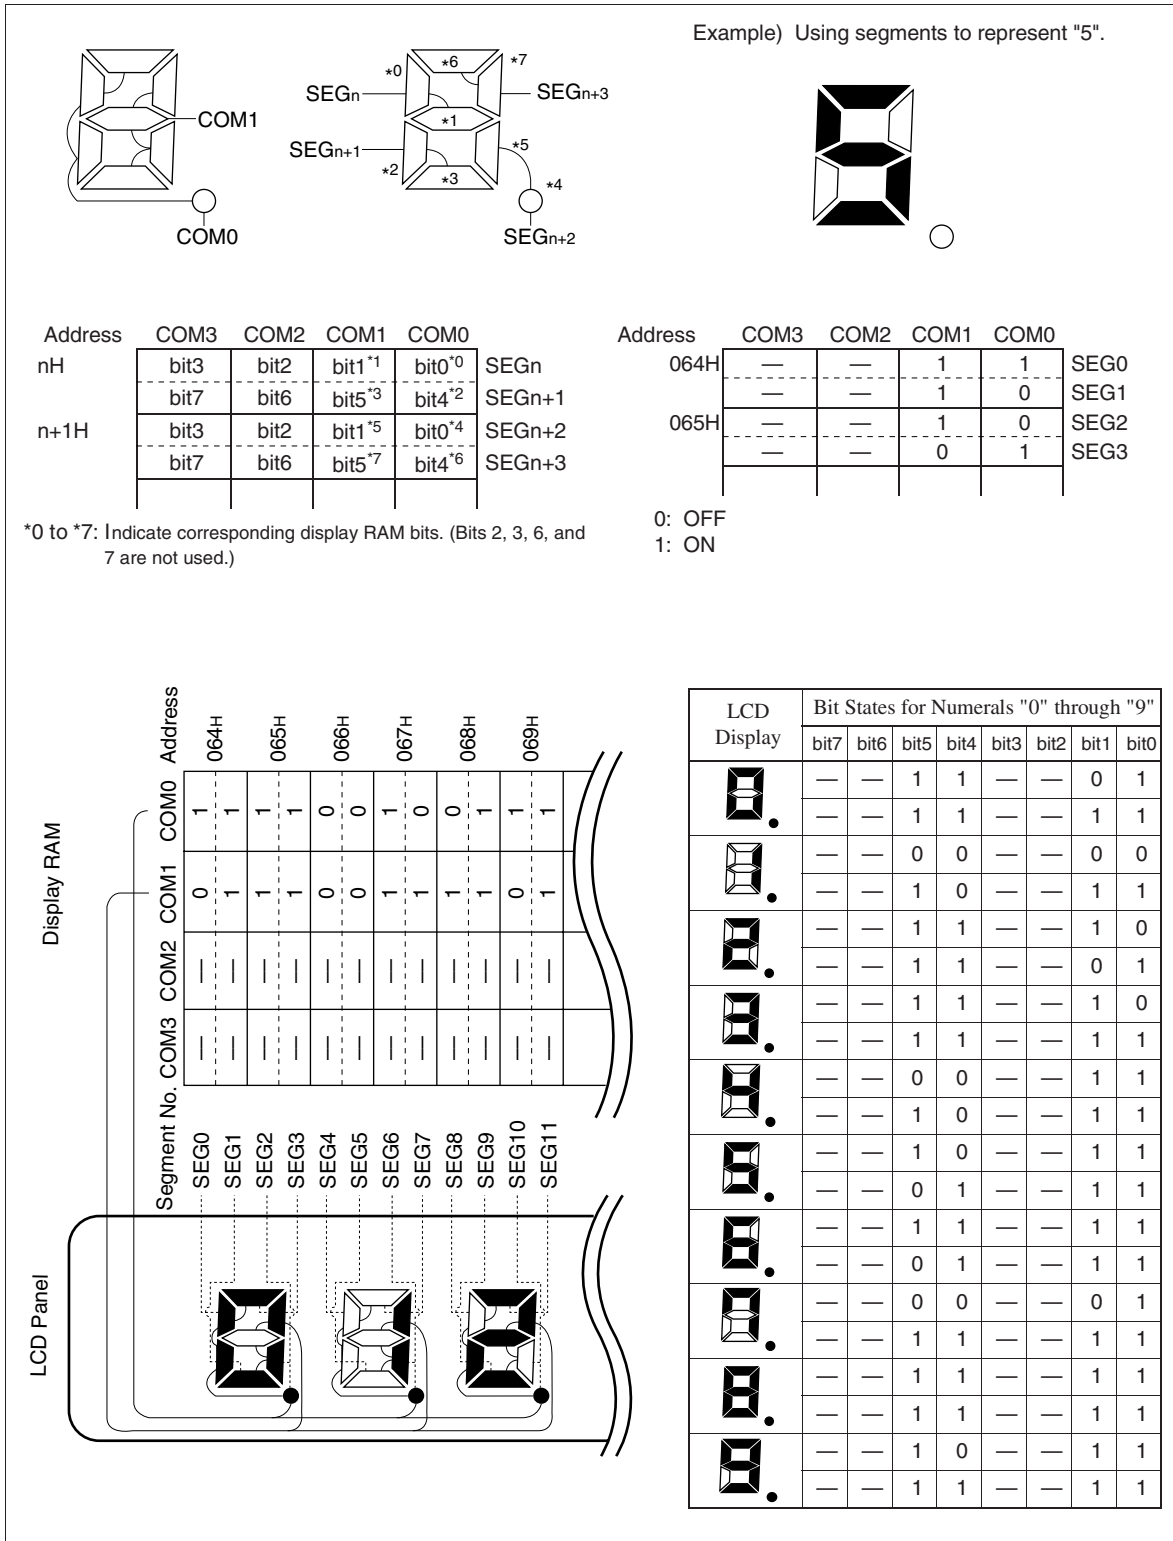 Example) Using segments to represent "5".
*0 *6 *7
SEGn SEGn+3
COM1
*1
SEGn+1 *5
*2 *3 *4
COM0 SEGn+2
Address COM3 COM2 COM1 COM0
nH bit3 bit2 bit1*1 bit0*0 SEGn
bit7 bit6 bit5*3 bit4*2 SEGn+1
n+1H bit3 bit2 bit1*5 bit0*4 SEGn+2
bit7 bit6 bit5*7 bit4*6 SEGn+3
*0 to *7: Indicate corresponding display RAM bits. (Bits 2, 3, 6, and
7 are not used.)
Address COM3 COM2 COM1 COM0
064H — — 1 1 SEG0
— — 1 0 SEG1
065H — — 1 0 SEG2
— — 0 1 SEG3
0: OFF
1: ON
Display RAM
Address 064H 065H 066H 067H 068H 069H
COM0 1 1 1 1 0 0 1 0 0 1 1 1
COM1 0 1 1 1 0 0 1 1 1 1 0 1
COM2 — — — — — — — — — — — —
COM3 — — — — — — — — — — — —
Segment No. SEG0 SEG1 SEG2 SEG3 SEG4 SEG5 SEG6 SEG7 SEG8 SEG9 SEG10 SEG11
LCD Panel
LCD Display
Bit States for Numerals "0" through "9"
bit7 bit6 bit5 bit4 bit3 bit2 bit1 bit0
— — 1 1 — — 0 1
— — 1 1 — — 1 1
— — 0 0 — — 0 0
— — 1 0 — — 1 1
— — 1 1 — — 1 0
— — 1 1 — — 0 1
— — 1 1 — — 1 0
— — 1 1 — — 1 1
— — 0 0 — — 1 1
— — 1 0 — — 1 1
— — 1 0 — — 1 1
— — 0 1 — — 1 1
— — 1 1 — — 1 1
— — 0 1 — — 1 1
— — 0 0 — — 0 1
— — 1 1 — — 1 1
— — 1 1 — — 1 1
— — 1 1 — — 1 1
— — 1 0 — — 1 1
— — 1 1 — — 1 1